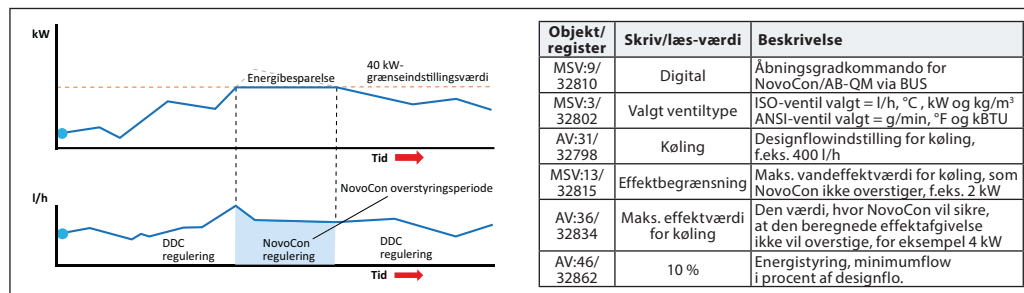 kW
Energibesparelse
40 kW-
grænseindstillingsværdi
Tid
NovoCon overstyringsperiode
l/h
DDC
regulering
NovoCon
regulering
DDC
regulering
Tid
Objekt/
register
Skriv/læs-værdi
Beskrivelse
MSV:9/
32810
Digital
Åbningsgradkommando for
NovoCon/AB-QM via BUS
MSV:3/
32802
Valgt ventiltype
ISO-ventil valgt = l/h, °C , kW og kg/m³
ANSI-ventil valgt = g/min, °F og kBTU
AV:31/
32798
Køling
Designflowindstilling for køling,
f.eks. 400 l/h
MSV:13/
32815
Effektbegrænsning
Maks. vandeffektværdi for køling, som
NovoCon ikke overstiger, f.eks. 2 kW
AV:36/
32834
Maks. effektværdi
for køling
Den værdi, hvor NovoCon vil sikre,
at den beregnede effektafgivelse
ikke vil overstige, for eksempel 4 kW
AV:46/
32862
10 %
Energistyring, minimumflow
i procent af designflo.